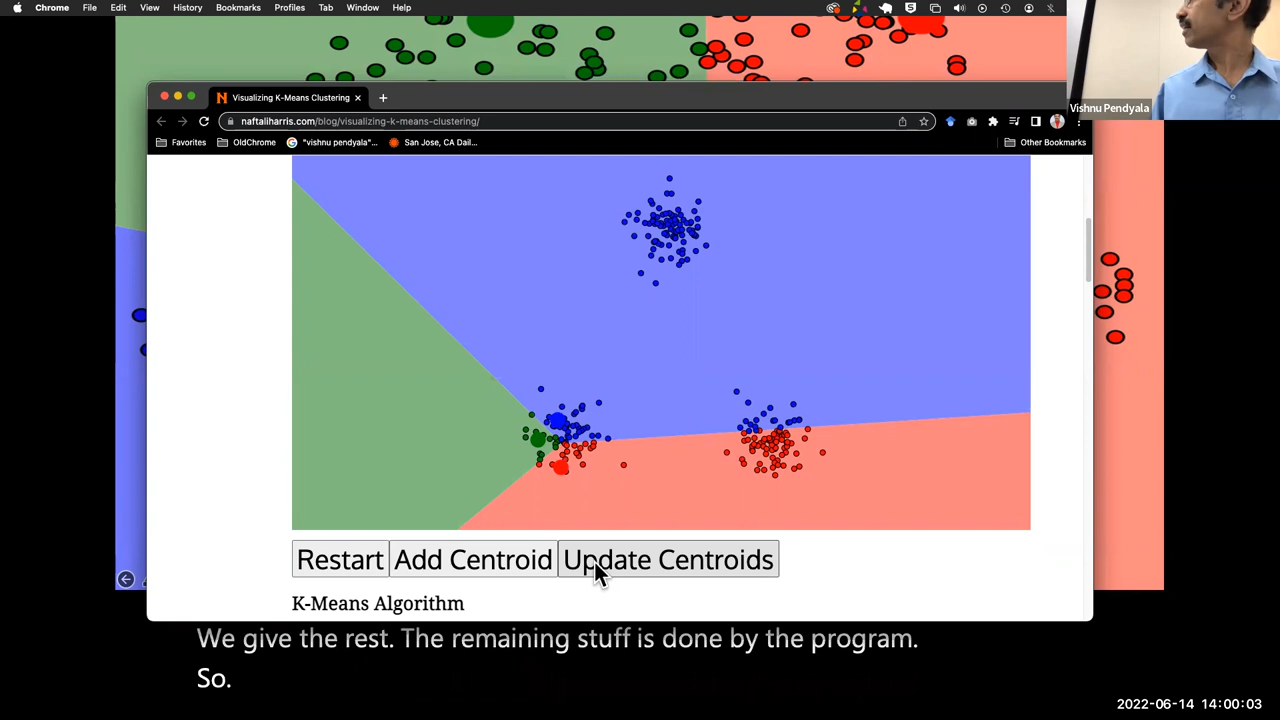 Chrome File Edit View History Bookmarks Profiles Tab Window Help
Vishnu Pendyala
Visualizing K-Means Clustering
naftaliharris.com/blog/visualizing-k-means-clustering/
Favorites OldChrome "vishnu pendyala"... San Jose, CA Dail... Other Bookmarks
Restart Add Centroid Update Centroids
K-Means Algorithm
We give the rest. The remaining stuff is done by the program.
So.
2022-06-14 14:00:03